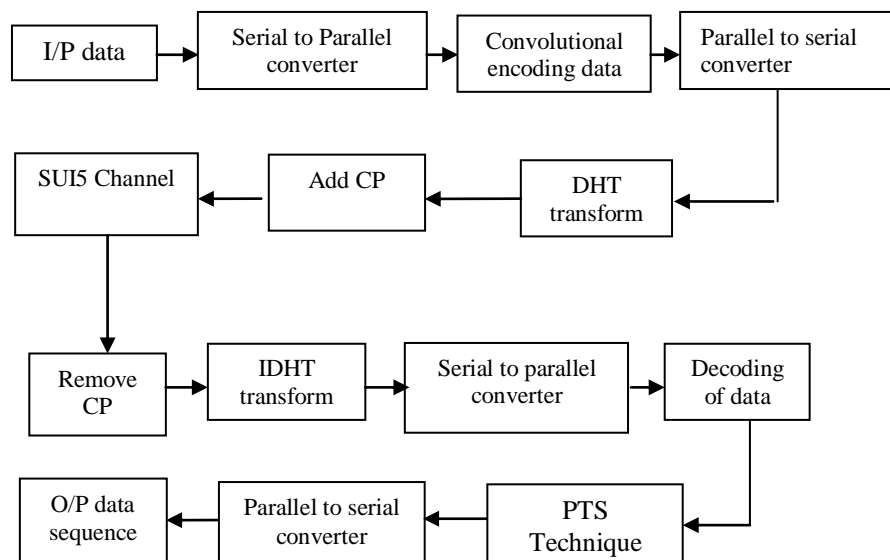 I/P data
Serial to Parallel
converter
Convolutional
encoding data
Parallel to serial
converter
SUI5 Channel
Add CP
DHT
transform
Remove
CP
IDHT
transform
Serial to parallel
converter
Decoding
of data
O/P data
sequence
Parallel to serial
converter
PTS
Technique